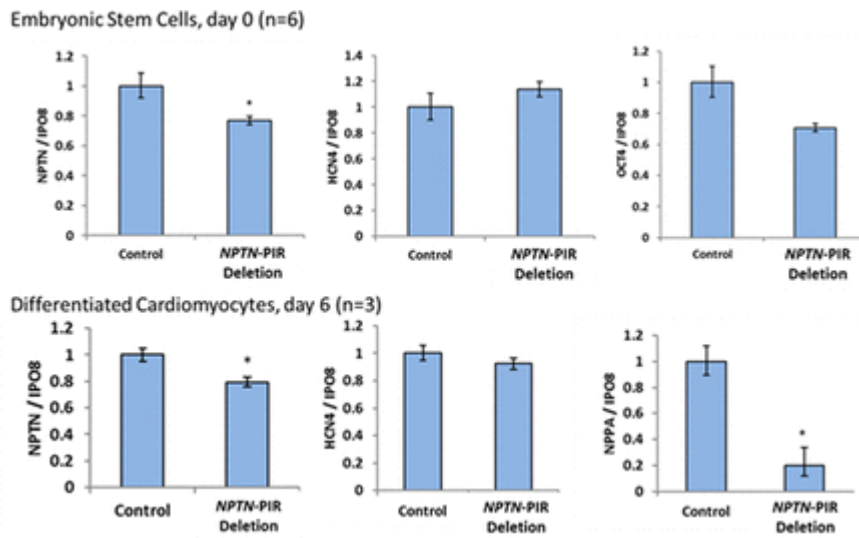 Embryonic Stem Cells, day 0 (n=6)
NPTN / IPO8
1.2
1
0.8
0.6
0.4
0.2
0
*
Control
NPTN-PIR
Deletion
HCN4 / IPO8
1.4
1.2
1
0.8
0.6
0.4
0.2
0
Control
NPTN-PIR
Deletion
OCT4 / IPO8
1.2
1
0.8
0.6
0.4
0.2
0
Control
NPTN-PIR
Deletion
Differentiated Cardiomyocytes, day 6 (n=3)
NPTN / IPO8
1.2
1
0.8
0.6
0.4
0.2
0
*
Control
NPTN-PIR
Deletion
HCN4 / IPO8
1.2
1
0.8
0.6
0.4
0.2
0
Control
NPTN-PIR
Deletion
NPPA / IPO8
1.2
1
0.8
0.6
0.4
0.2
0
*
Control
NPTN-PIR
Deletion